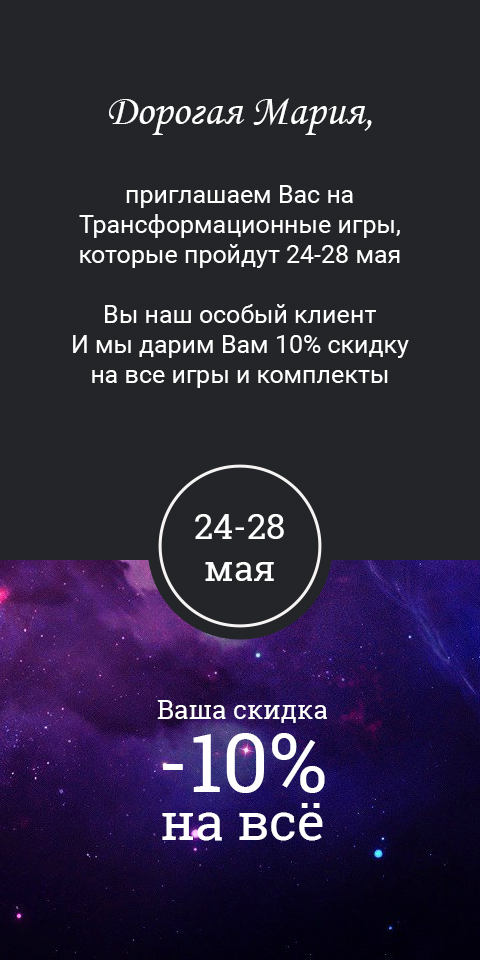 Дорогая Мария,
приглашаем Вас на
Трансформационные игры,
которые пройдут 24-28 мая
Вы наш особый клиент
И мы дарим Вам 10% скидку
на все игры и комплекты
24-28
мая
Ваша скидка
-10%
на всё